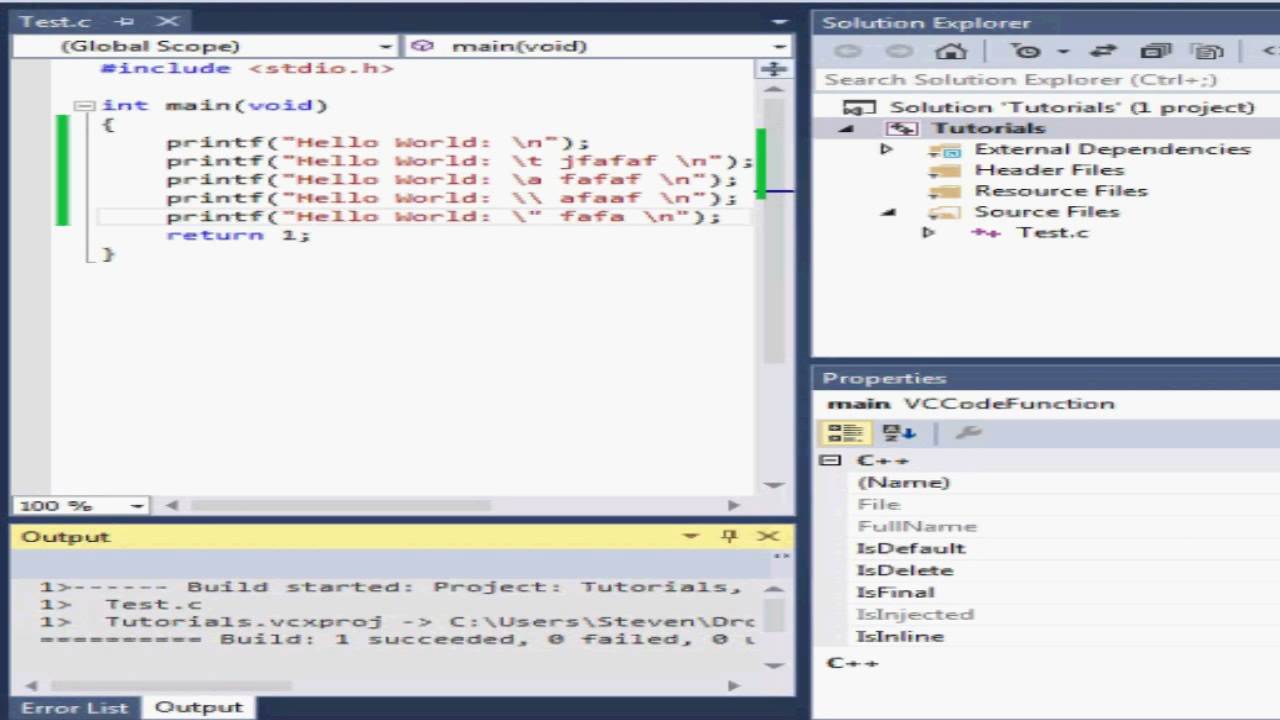 Test.c
(Global Scope)
main(void)
#include <stdio.h>
int main(void)
{
printf("Hello World: \n");
printf("Hello World: \t jfafaf \n");
printf("Hello World: \a fafaf \n");
printf("Hello World: \\ afaaf \n");
printf("Hello World: \" fafa \n");
return 1;
}
100 %
Output
1>------ Build started: Project: Tutorials,
1> Test.c
1> Tutorials.vcxproj -> C:\Users\Steven\Dro
========== Build: 1 succeeded, 0 failed, 0 u
Error List
Output
Solution Explorer
Search Solution Explorer (Ctrl+;)
Solution 'Tutorials' (1 project)
Tutorials
External Dependencies
Header Files
Resource Files
Source Files
Test.c
Properties
main VCCodeFunction
C++
(Name)
File
FullName
IsDefault
IsDelete
IsFinal
IsInjected
IsInline
C++